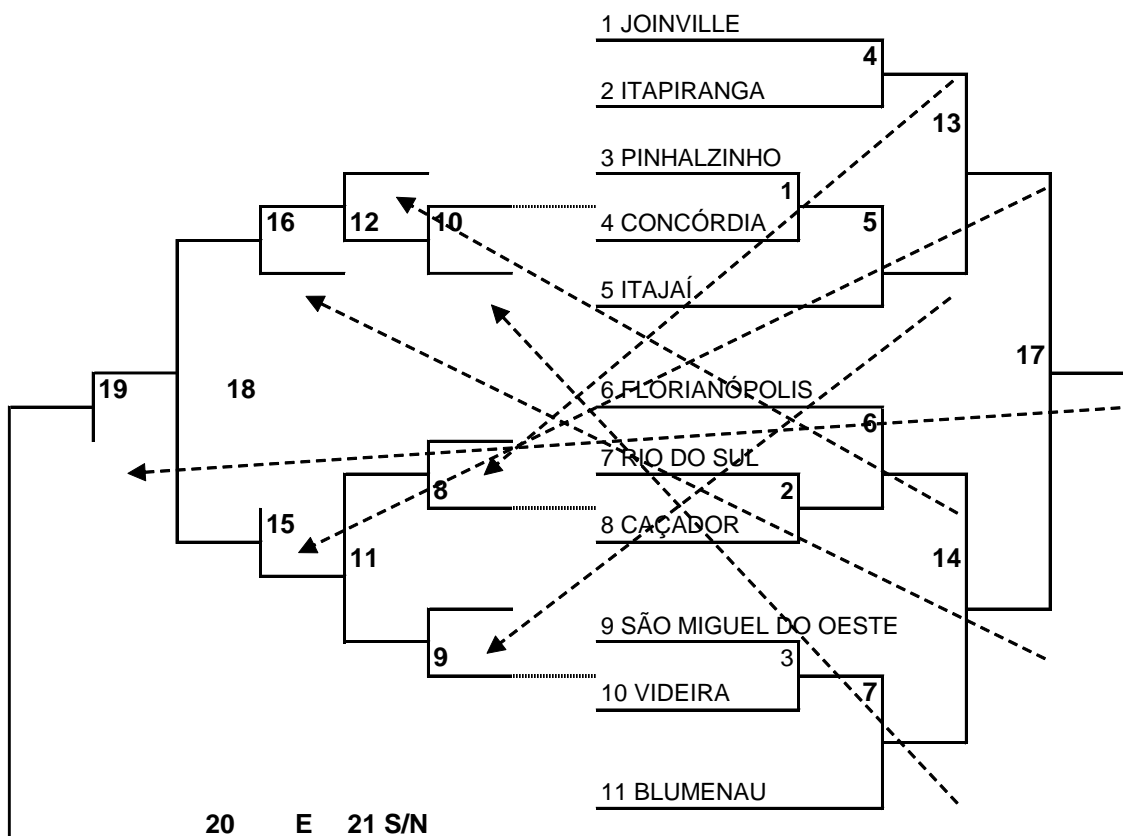 1 JOINVILLE
4
2 ITAPIRANGA
13
3 PINHALZINHO
1
16
12
10
4 CONCÓRDIA
5
5 ITAJAÍ
17
19
18
6 FLORIANÓPOLIS
6
7 RIO DO SUL
8
2
15
8 CAÇADOR
11
14
9 SÃO MIGUEL DO OESTE
9
3
10 VIDEIRA
7
11 BLUMENAU
20 E 21 S/N